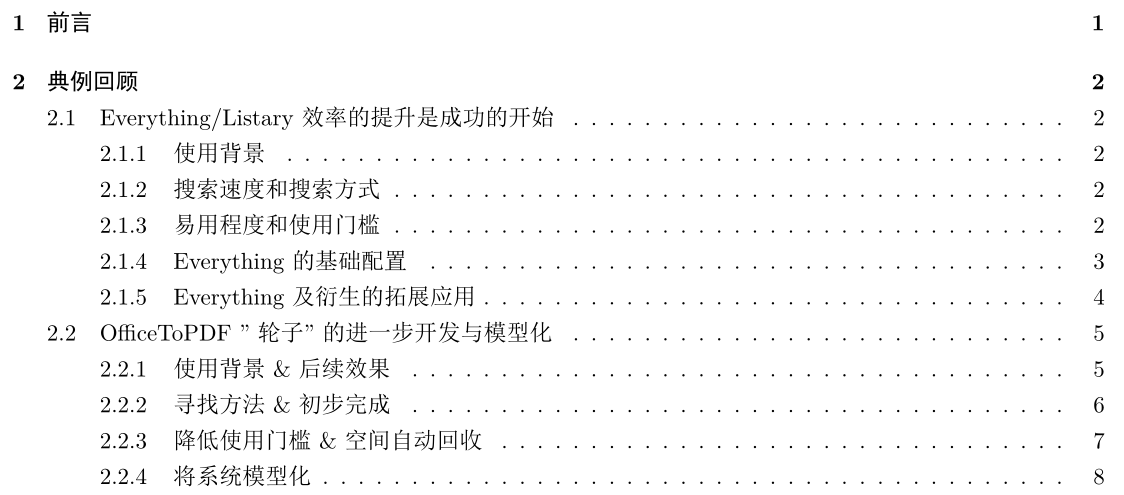 1 前言 1
2 典例回顾 2
2.1 Everything/Listary 效率的提升是成功的开始 . . . . . . . . . . . . . . . . . . . . . . . . . . . . 2
2.1.1 使用背景 . . . . . . . . . . . . . . . . . . . . . . . . . . . . . . . . . . . . . . . . . . . . 2
2.1.2 搜索速度和搜索方式 . . . . . . . . . . . . . . . . . . . . . . . . . . . . . . . . . . . . . . 2
2.1.3 易用程度和使用门槛 . . . . . . . . . . . . . . . . . . . . . . . . . . . . . . . . . . . . . . 2
2.1.4 Everything 的基础配置 . . . . . . . . . . . . . . . . . . . . . . . . . . . . . . . . . . . . 3
2.1.5 Everything 及衍生的拓展应用 . . . . . . . . . . . . . . . . . . . . . . . . . . . . . . . . . 4
2.2 OfficeToPDF ” 轮子” 的进一步开发与模型化 . . . . . . . . . . . . . . . . . . . . . . . . . . . . 5
2.2.1 使用背景 & 后续效果 . . . . . . . . . . . . . . . . . . . . . . . . . . . . . . . . . . . . . 5
2.2.2 寻找方法 & 初步完成 . . . . . . . . . . . . . . . . . . . . . . . . . . . . . . . . . . . . . 6
2.2.3 降低使用门槛 & 空间自动回收 . . . . . . . . . . . . . . . . . . . . . . . . . . . . . . . . 7
2.2.4 将系统模型化 . . . . . . . . . . . . . . . . . . . . . . . . . . . . . . . . . . . . . . . . . . 8